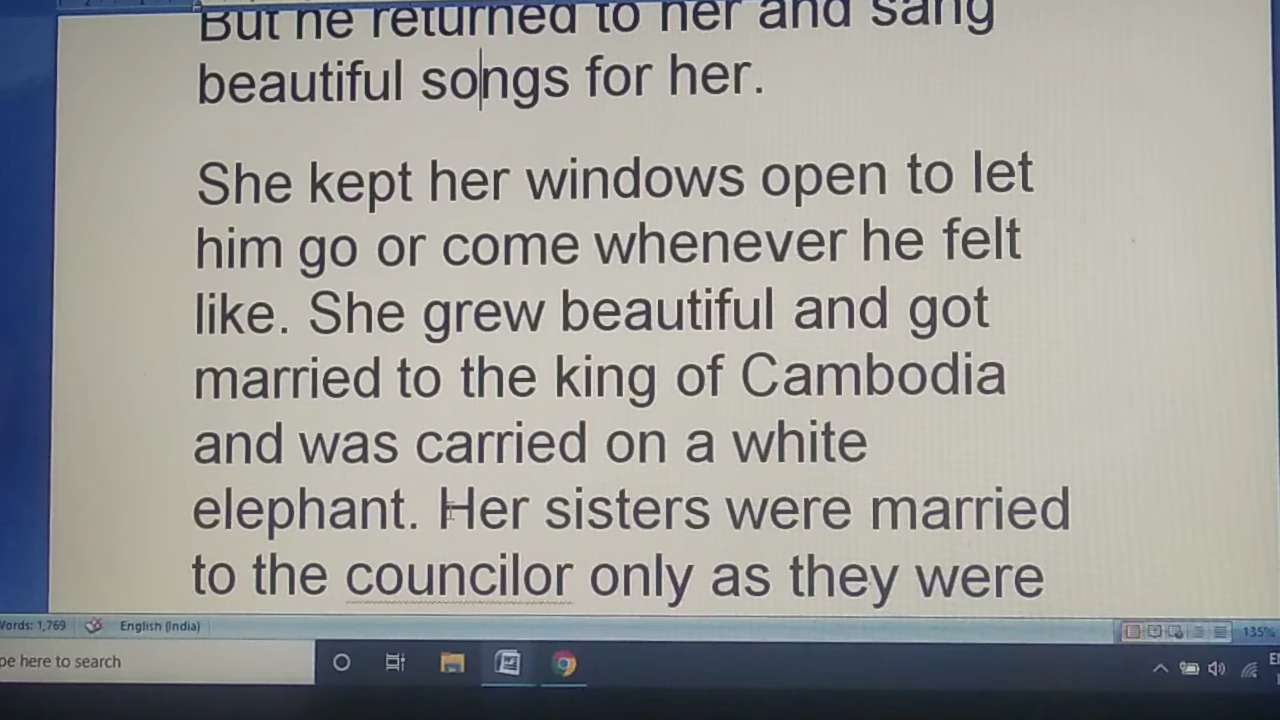 But he returned to her and sang
beautiful songs for her.
She kept her windows open to let
him go or come whenever he felt
like. She grew beautiful and got
married to the king of Cambodia
and was carried on a white
elephant. Her sisters were married
to the councilor only as they were
Words: 1,769 English (India) 135%
pe here to search